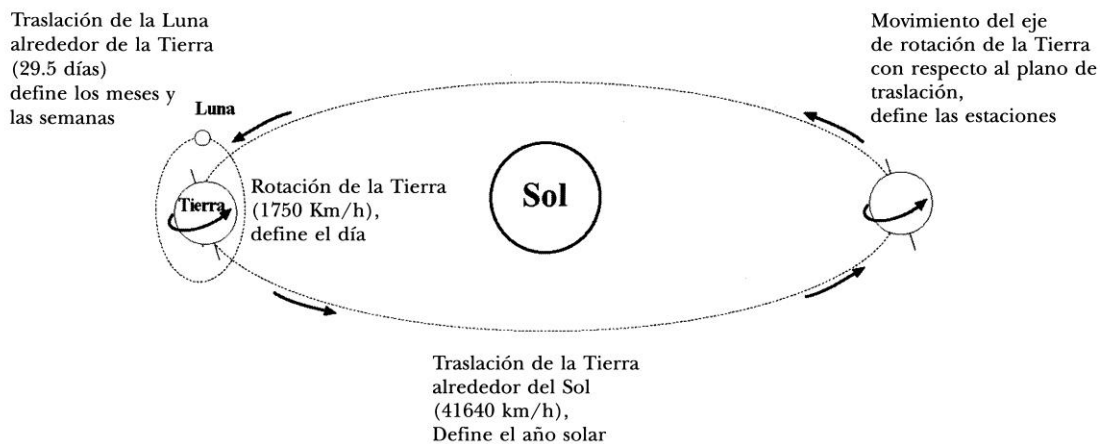 Traslación de la Luna
alrededor de la Tierra
(29.5 días)
define los meses y
las semanas
Luna
Tierra
Rotación de la Tierra
(1750 Km/h),
define el día
Sol
Movimiento del eje
de rotación de la Tierra
con respecto al plano de
traslación,
define las estaciones
Traslación de la Tierra
alrededor del Sol
(41640 km/h),
Define el año solar